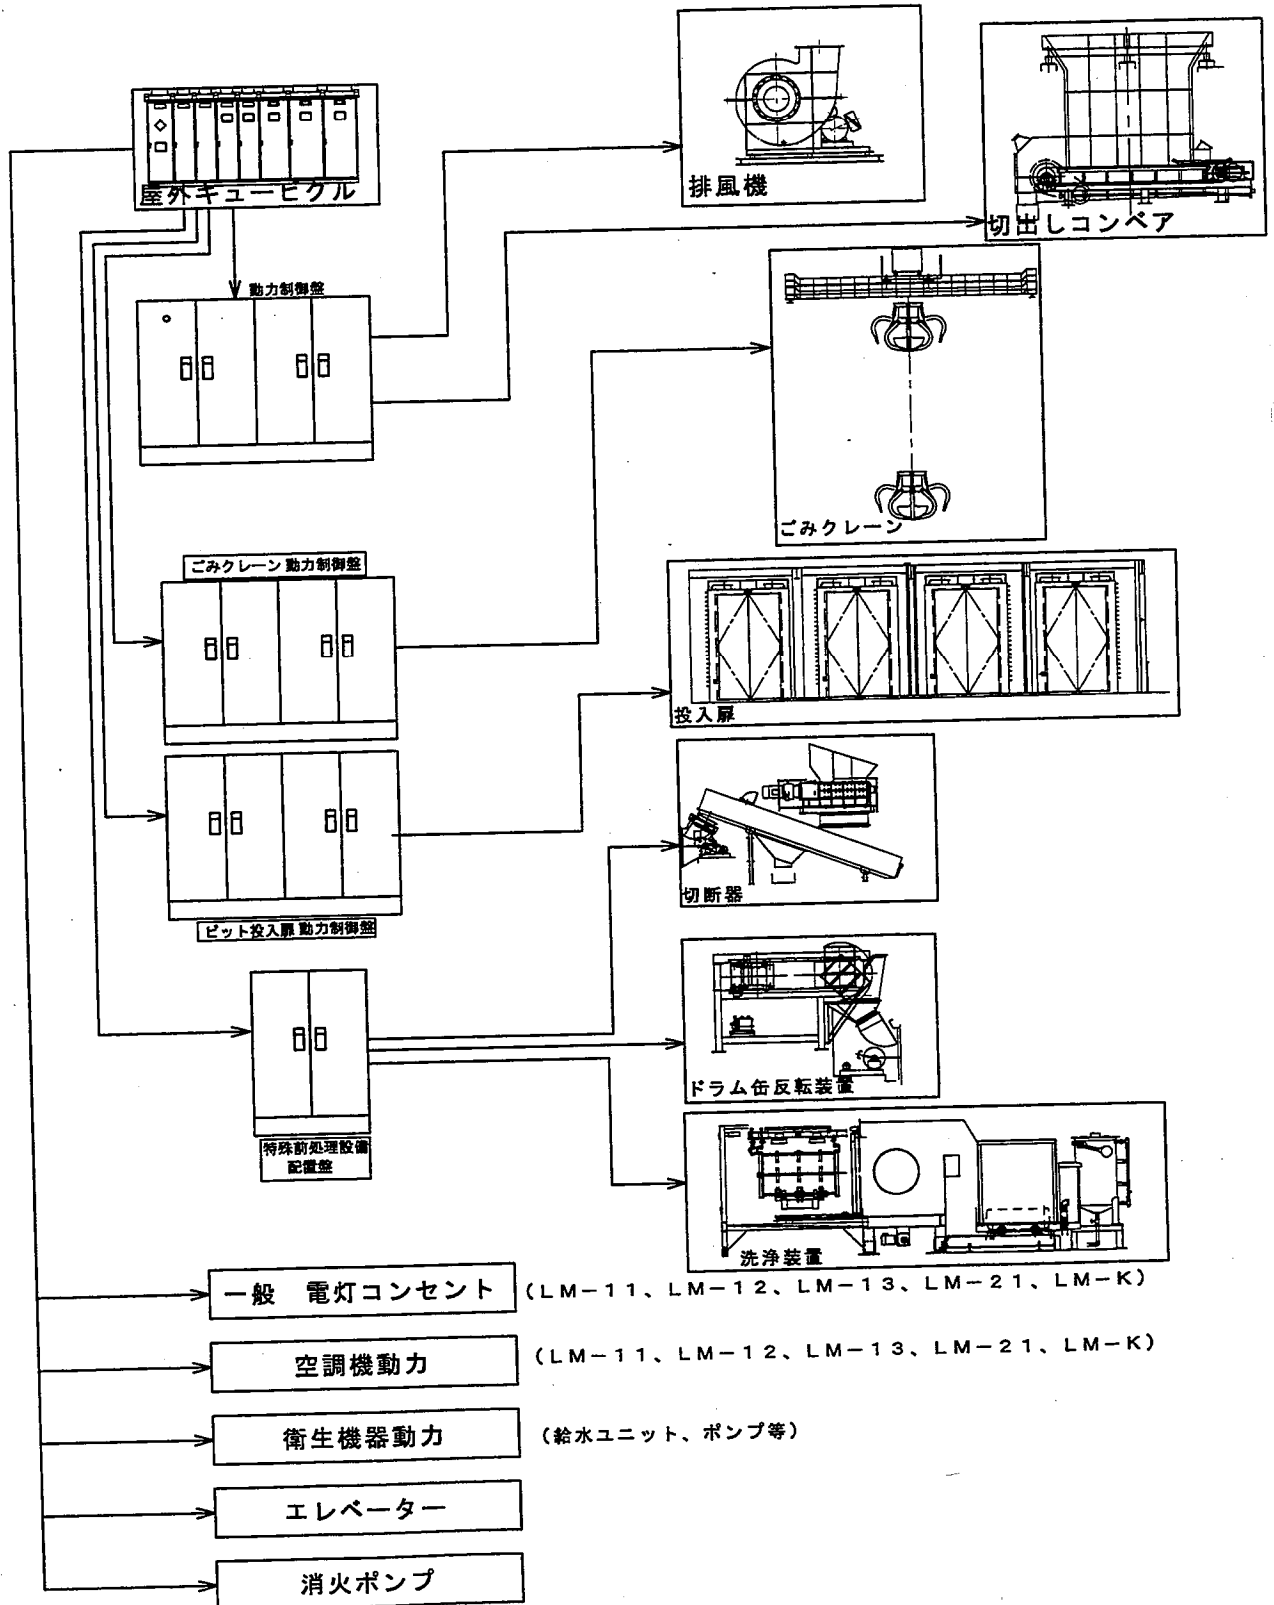 屋外キュービクル
排風機
切出しコンベア
動力制御盤
ごみクレーン
ごみクレーン 動力制御盤
投入扉
切断器
ピット投入扉 動力制御盤
ドラム缶反転装置
特殊前処理設備
配置盤
洗浄装置
一般　電灯コンセント
(LM-11、LM-12、LM-13、LM-21、LM-K)
空調機動力
(LM-11、LM-12、LM-13、LM-21、LM-K)
衛生機器動力
(給水ユニット、ポンプ等)
エレベーター
消火ポンプ